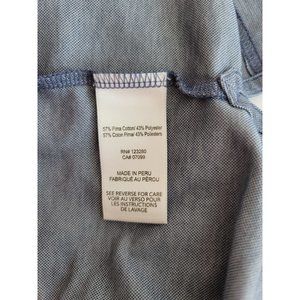 57% Pima Cotton/ 43% Polyester
57% Coton Pima/ 43% Polyesters
RN# 123280
CA# 07099
MADE IN PERU
FABRIQUÉ AU PÉROU
SEE REVERSE FOR CARE
VOIR AU VERSO POUR
LES INSTRUCTIONS
DE LAVAGE